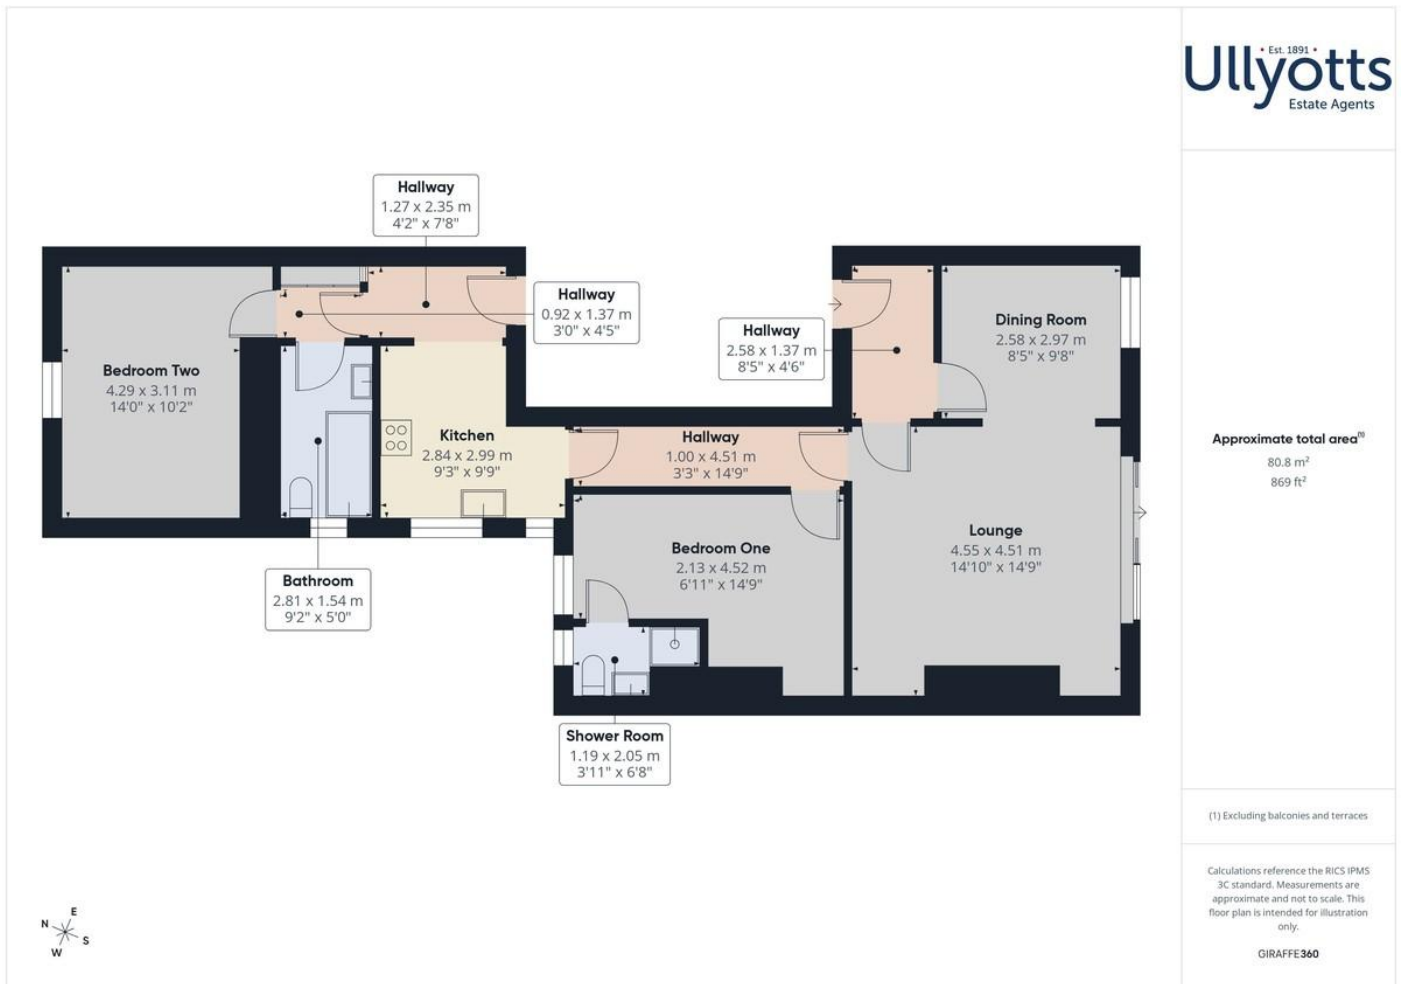 Est. 1891
Ullyotts
Estate Agents
Hallway
1.27 x 2.35 m
4'2" x 7'8"
Hallway
0.92 x 1.37 m
3'0" x 4'5"
Hallway
2.58 x 1.37 m
8'5" x 4'6"
Dining Room
2.58 x 2.97 m
8'5" x 9'8"
Bedroom Two
4.29 x 3.11 m
14'0" x 10'2"
Kitchen
2.84 x 2.99 m
9'3" x 9'9"
Hallway
1.00 x 4.51 m
3'3" x 14'9"
Lounge
4.55 x 4.51 m
14'10" x 14'9"
Bedroom One
2.13 x 4.52 m
6'11" x 14'9"
Bathroom
2.81 x 1.54 m
9'2" x 5'0"
Shower Room
1.19 x 2.05 m
3'11" x 6'8"
N
E
S
W
Approximate total area(1)
80.8 m²
869 ft²
(1) Excluding balconies and terraces
Calculations reference the RICS IPMS
3C standard. Measurements are
approximate and not to scale. This
floor plan is intended for illustration
only.
GIRAFFE360